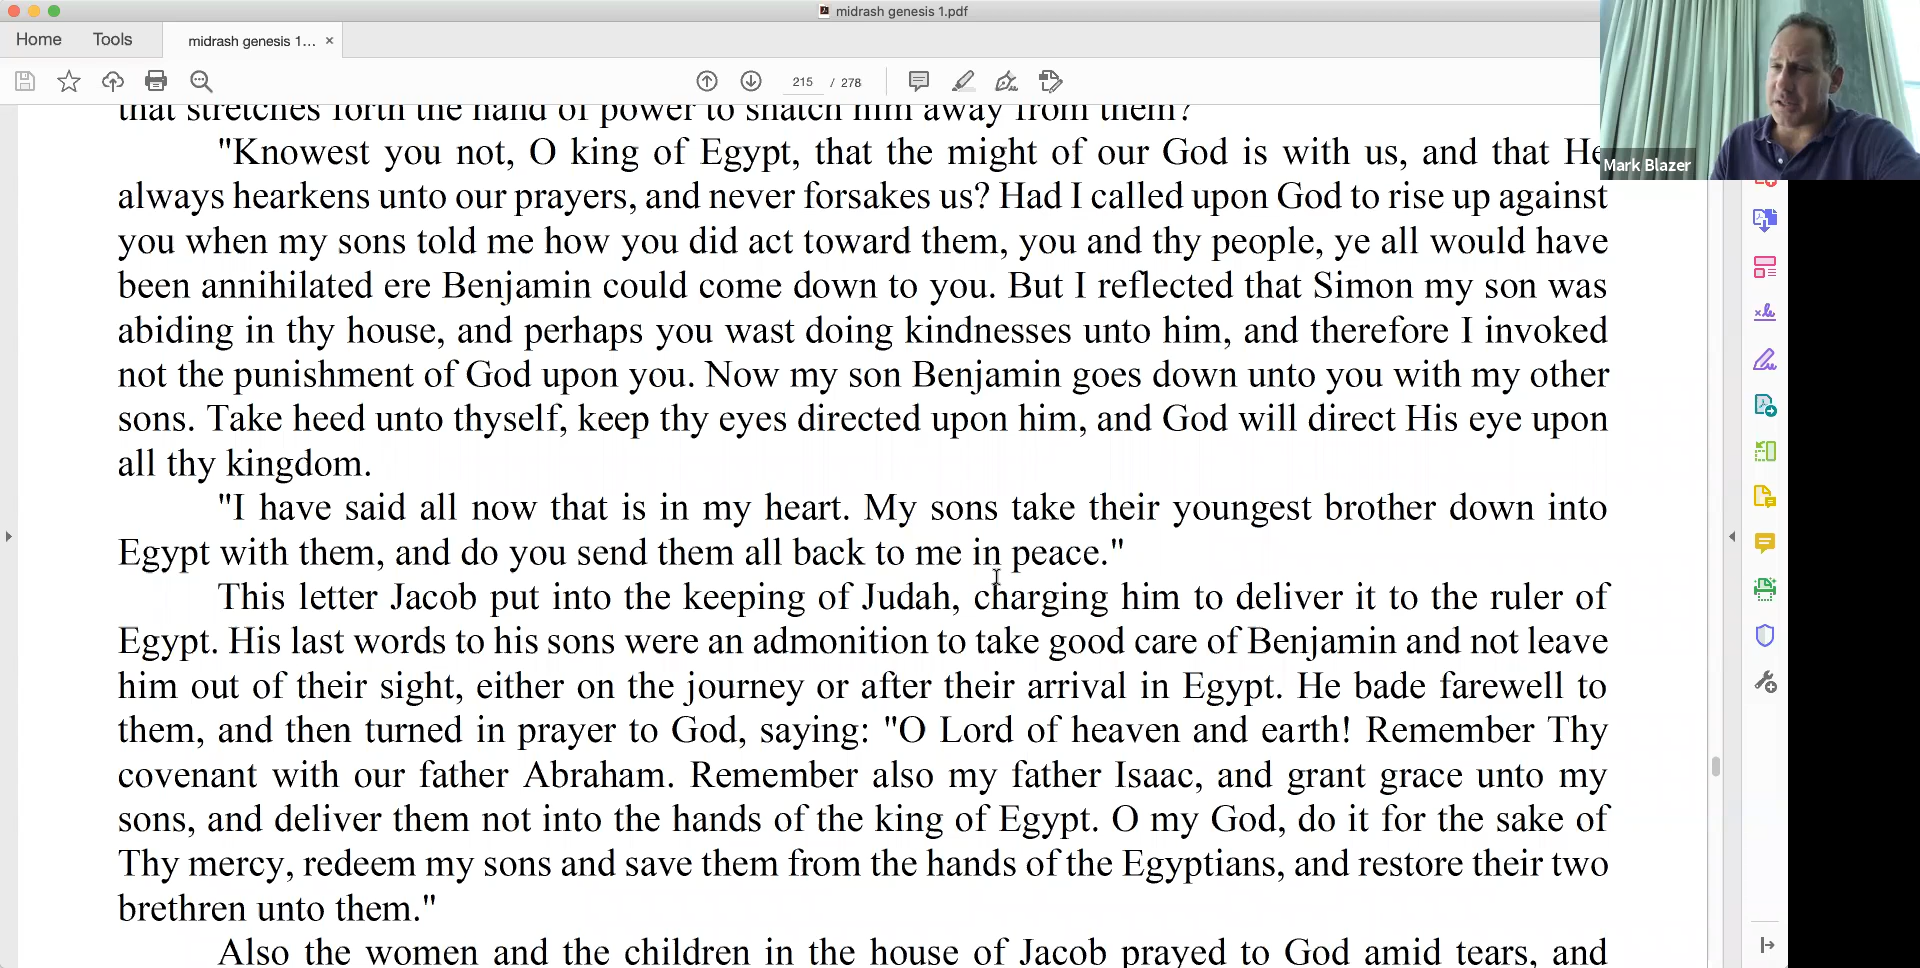 midrash genesis 1.pdf
Home Tools midrash genesis 1... ×
215 / 278
that stretches forth the hand of power to snatch him away from them?
"Knowest you not, O king of Egypt, that the might of our God is with us, and that He
always hearkens unto our prayers, and never forsakes us? Had I called upon God to rise up against
you when my sons told me how you did act toward them, you and thy people, ye all would have
been annihilated ere Benjamin could come down to you. But I reflected that Simon my son was
abiding in thy house, and perhaps you wast doing kindnesses unto him, and therefore I invoked
not the punishment of God upon you. Now my son Benjamin goes down unto you with my other
sons. Take heed unto thyself, keep thy eyes directed upon him, and God will direct His eye upon
all thy kingdom.
"I have said all now that is in my heart. My sons take their youngest brother down into
Egypt with them, and do you send them all back to me in peace."
This letter Jacob put into the keeping of Judah, charging him to deliver it to the ruler of
Egypt. His last words to his sons were an admonition to take good care of Benjamin and not leave
him out of their sight, either on the journey or after their arrival in Egypt. He bade farewell to
them, and then turned in prayer to God, saying: "O Lord of heaven and earth! Remember Thy
covenant with our father Abraham. Remember also my father Isaac, and grant grace unto my
sons, and deliver them not into the hands of the king of Egypt. O my God, do it for the sake of
Thy mercy, redeem my sons and save them from the hands of the Egyptians, and restore their two
brethren unto them."
Also the women and the children in the house of Jacob prayed to God amid tears, and
Mark Blazer